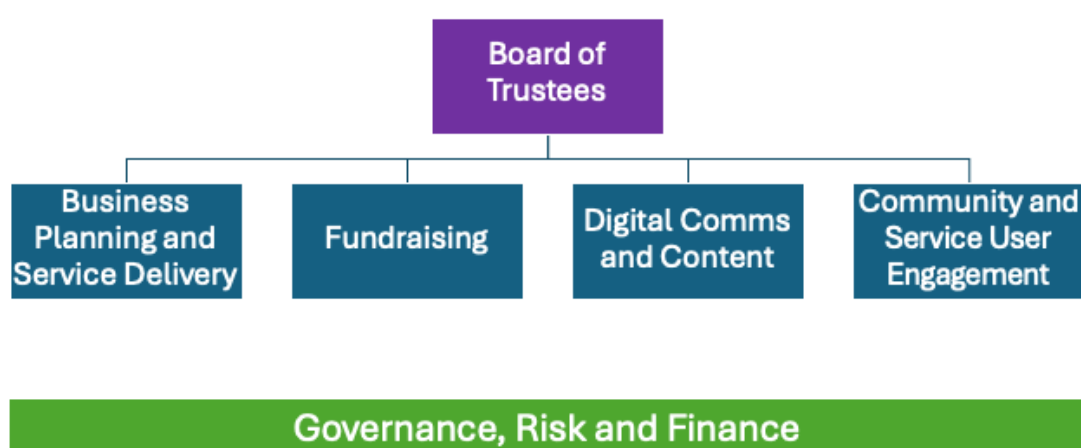 Board of
Trustees
Business
Planning and
Service Delivery
Fundraising
Digital Comms
and Content
Community and
Service User
Engagement
Governance, Risk and Finance